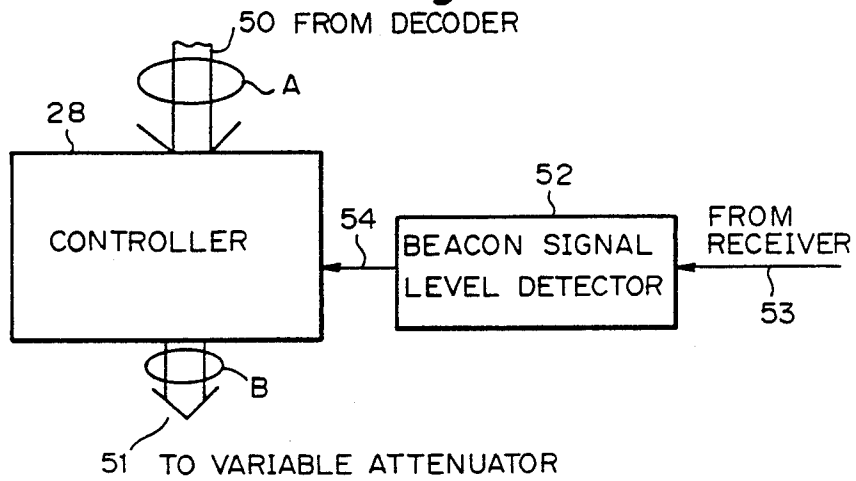 50 FROM DECODER
A
28
CONTROLLER
54
52
BEACON SIGNAL
LEVEL DETECTOR
FROM
RECEIVER
53
B
51 TO VARIABLE ATTENUATOR